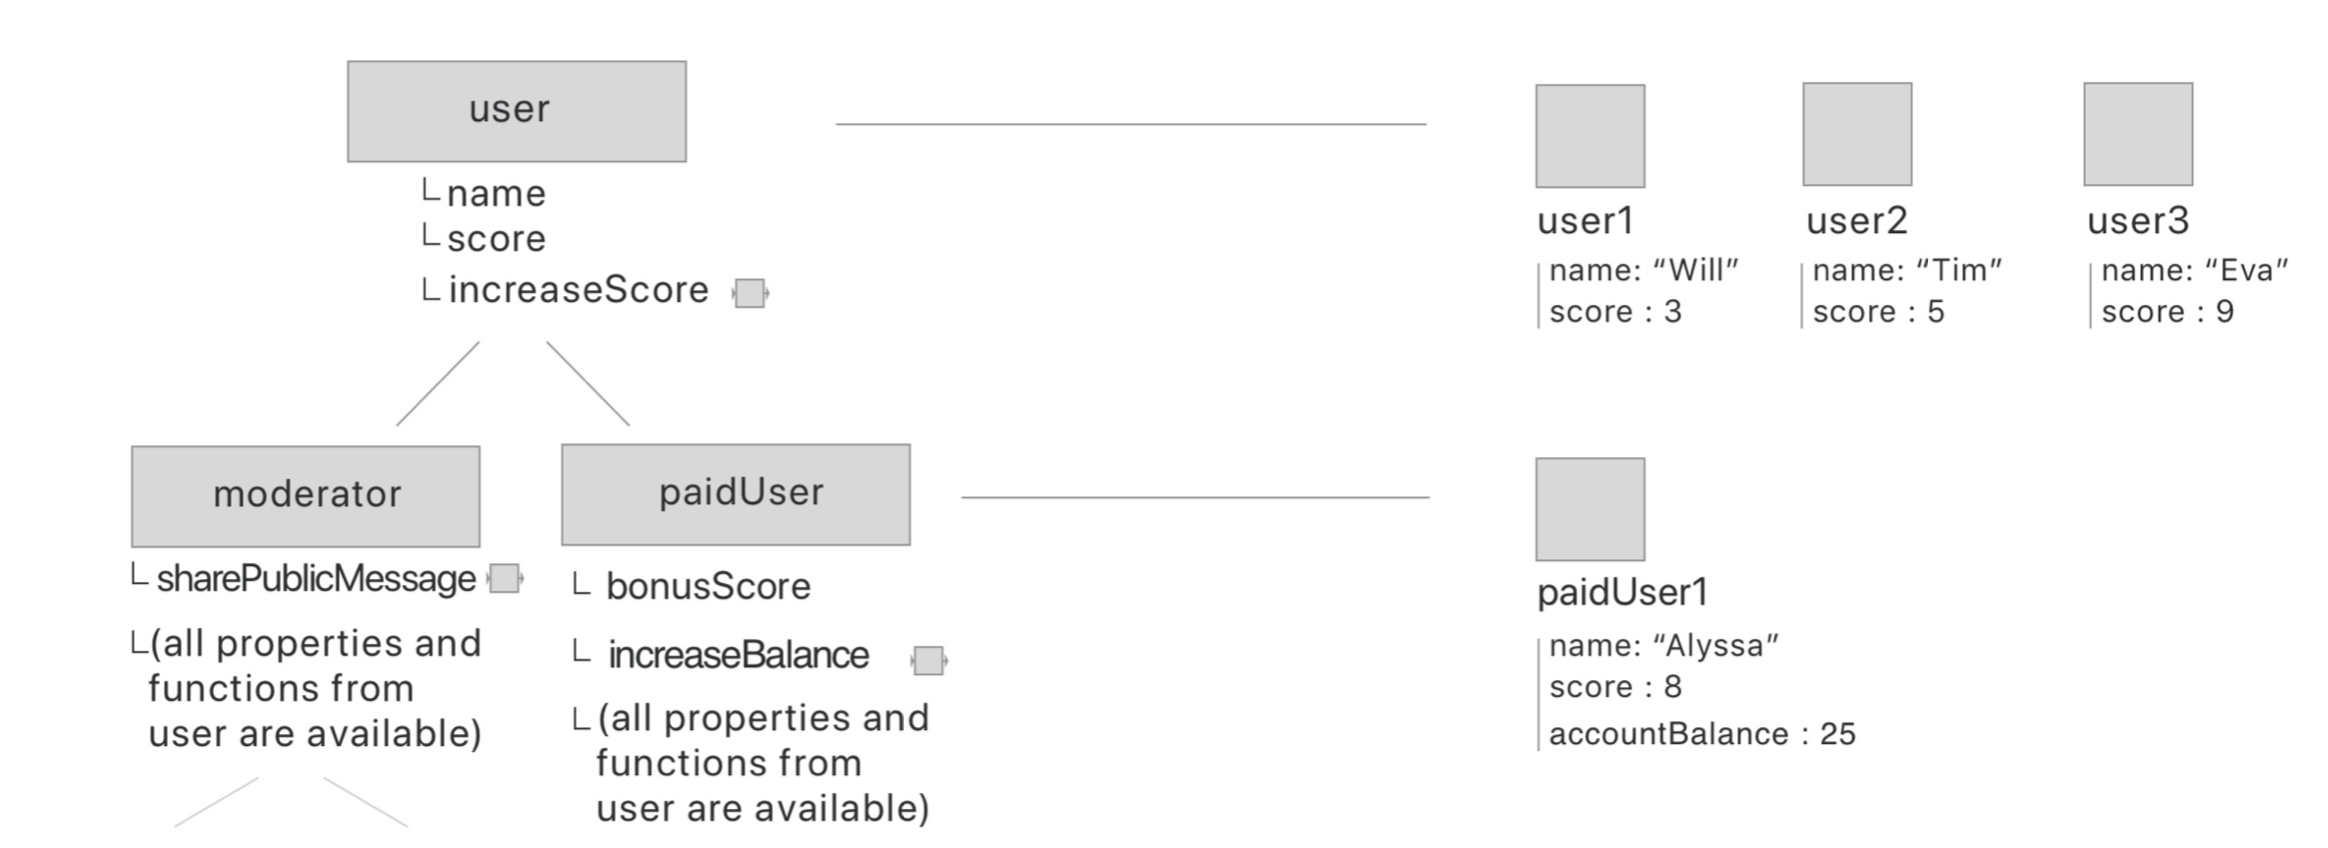 user
name
score
increaseScore
user1
name: “Will”
score : 3
user2
name: “Tim”
score : 5
user3
name: “Eva”
score : 9
moderator
sharePublicMessage
(all properties and
functions from
user are available)
paidUser
bonusScore
increaseBalance
(all properties and
functions from
user are available)
paidUser1
name: “Alyssa”
score : 8
accountBalance : 25